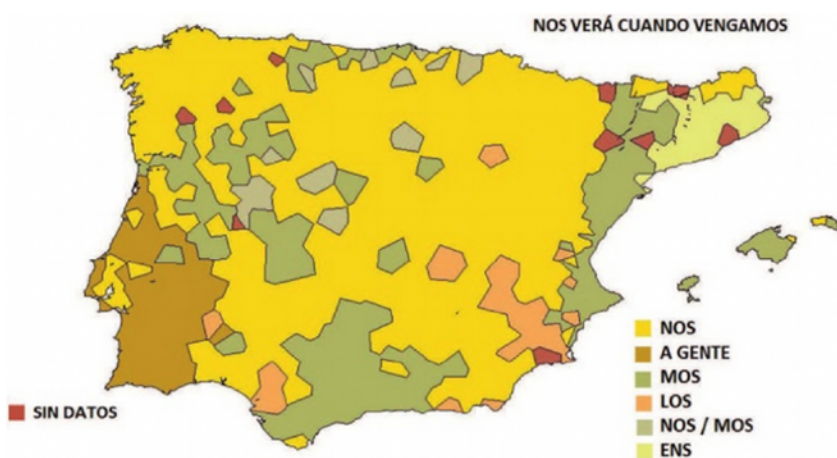 NOS VERÁ CUANDO VENGAMOS
NOS
A GENTE
MOS
LOS
NOS / MOS
ENS
SIN DATOS